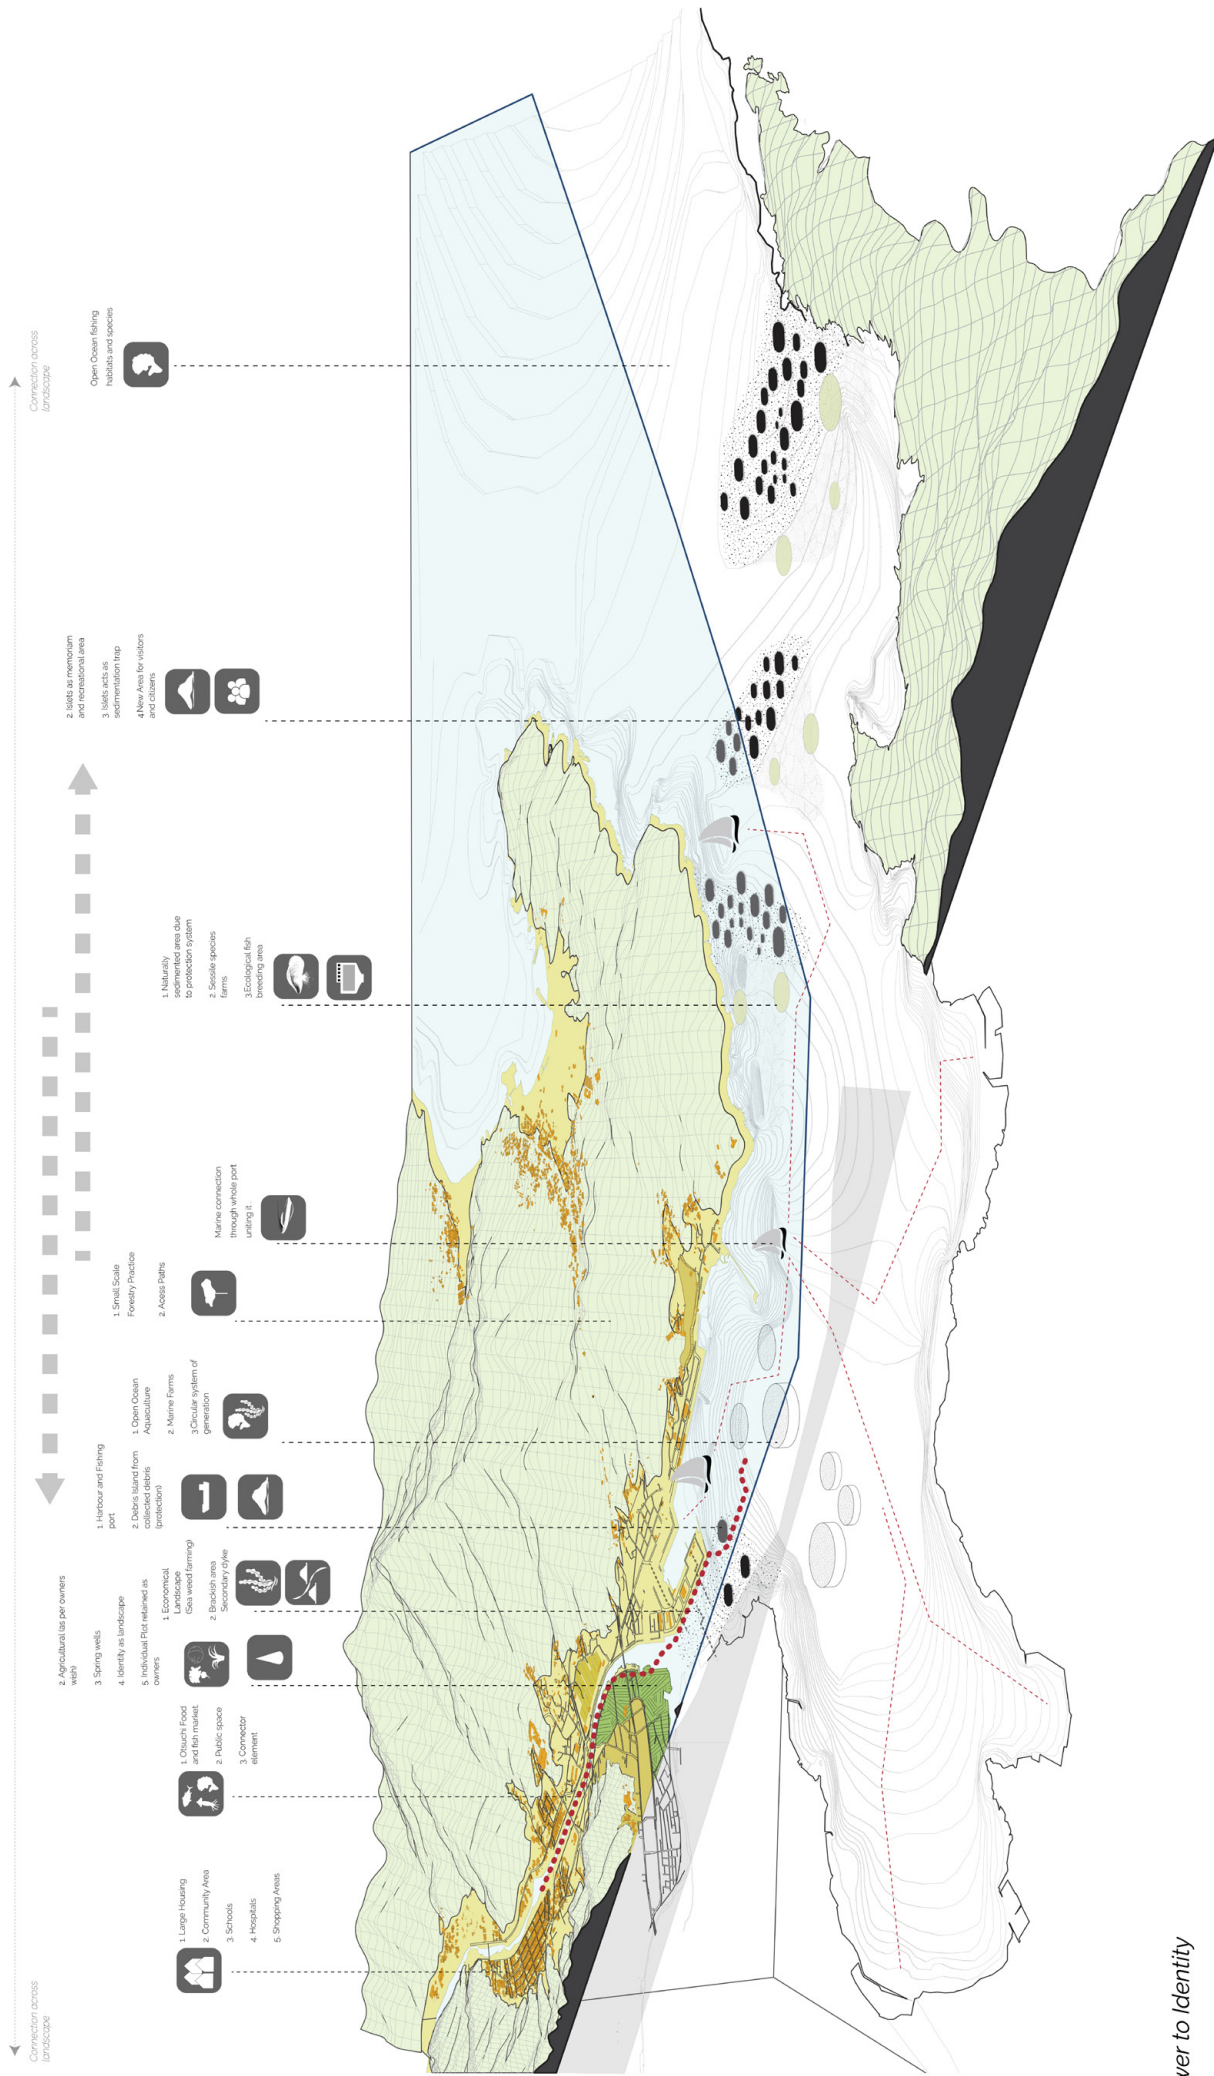 Connection across
landscape
1. Large Housing
2. Community Area
3. Schools
4. Hospitals
5. Shopping Areas
1. Otsuchi Food
and fish market
2. Public space
3. Connector
element
2. Agricultural (as per owners
wish)
3. Spring wells
4. Identity as landscape
5. Individual Plot retained as
owners
1. Economical
Landscape
(Sea weed farming)
2. Brackish area
Secondary dyke
1. Harbour and Fishing
port
2. Debris Island from
collected debris
(protection)
1. Open Ocean
Aquaculture
2. Marine Farms
3.Circular system of
generation
1. Small Scale
Forestry Practice
2. Acess Paths
Marine connection
through whole port
uniting it .
1. Naturally
sedimented area due
to protection system
2. Sessile species
farms
3.Ecological fish
breeding area
2. Islets as memoriam
and recreational area
3. Islets acts as
sedimentation trap
4.New Area for visitors
and citizens
Open Ocean fishing
habitats and species
Connection across
landscape
ver to Identity